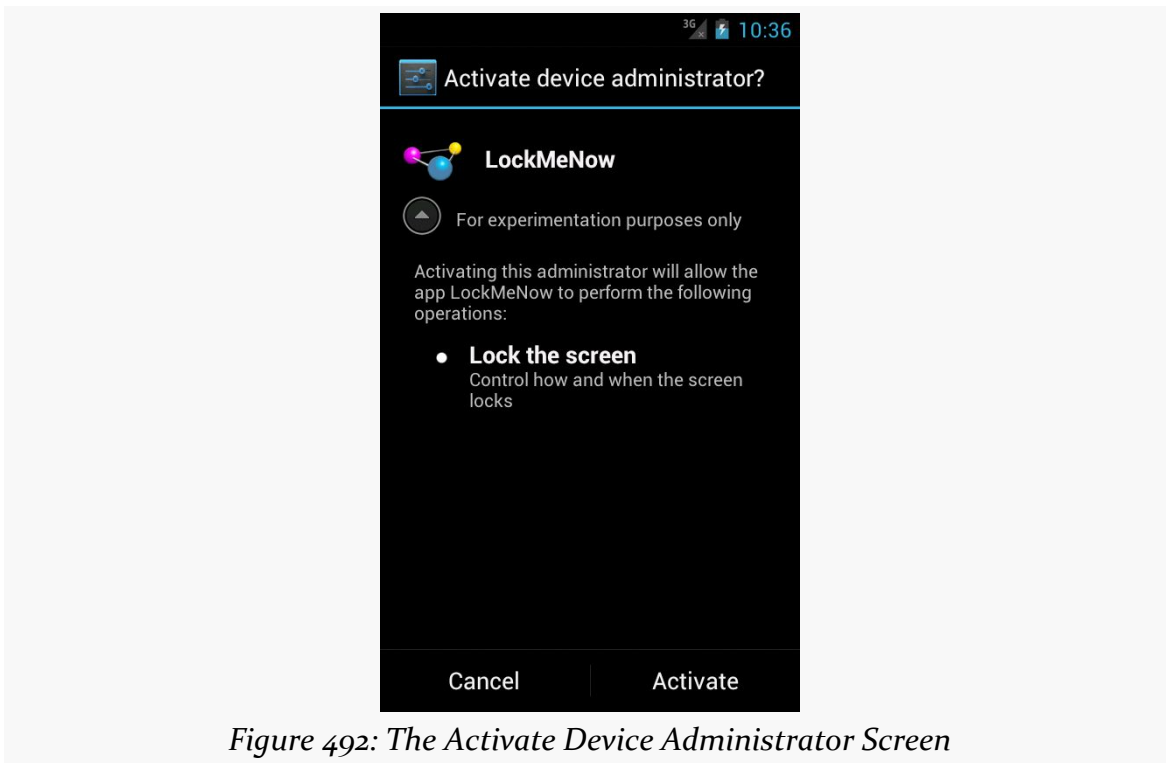 3G
10:36
Activate device administrator?
LockMeNow
For experimentation purposes only
Activating this administrator will allow the
app LockMeNow to perform the following
operations:
Lock the screen
Control how and when the screen
locks
Cancel
Activate
Figure 492: The Activate Device Administrator Screen